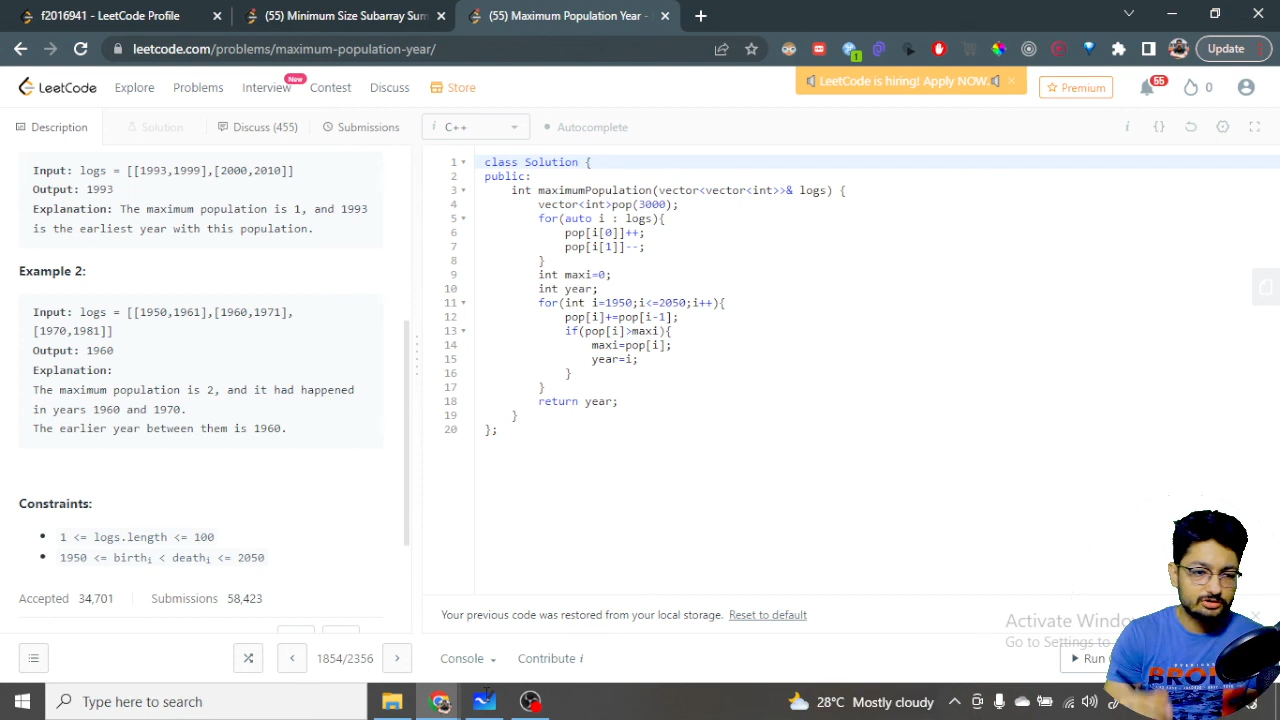 f2016941 - LeetCode Profile
(55) Minimum Size Subarray Sum
(55) Maximum Population Year -
leetcode.com/problems/maximum-population-year/
1
Update
LeetCode
Explore
Problems
Interview
New
Contest
Discuss
Store
LeetCode is hiring! Apply NOW.
Premium
55
0
Description
Solution
Discuss (455)
Submissions
C++
Autocomplete
Input: logs = [[1993,1999],[2000,2010]]
Output: 1993
Explanation: The maximum population is 1, and 1993
is the earliest year with this population.
Example 2:
Input: logs = [[1950,1961],[1960,1971],
[1970,1981]]
Output: 1960
Explanation:
The maximum population is 2, and it had happened
in years 1960 and 1970.
The earlier year between them is 1960.
Constraints:
1 <= logs.length <= 100
1950 <= birthi < deathi <= 2050
Accepted 34,701 Submissions 58,423
1 class Solution {
2 public:
3 int maximumPopulation(vector<vector<int>>& logs) {
4 vector<int>pop(3000);
5 for(auto i : logs){
6 pop[i[0]]++;
7 pop[i[1]]--;
8 }
9 int maxi=0;
10 int year;
11 for(int i=1950;i<=2050;i++){
12 pop[i]+=pop[i-1];
13 if(pop[i]>maxi){
14 maxi=pop[i];
15 year=i;
16 }
17 }
18 return year;
19 }
20 };
Your previous code was restored from your local storage. Reset to default
Activate Windo
Go to Settings to
1854/2356
Console
Contribute i
Run
Type here to search
28°C Mostly cloudy